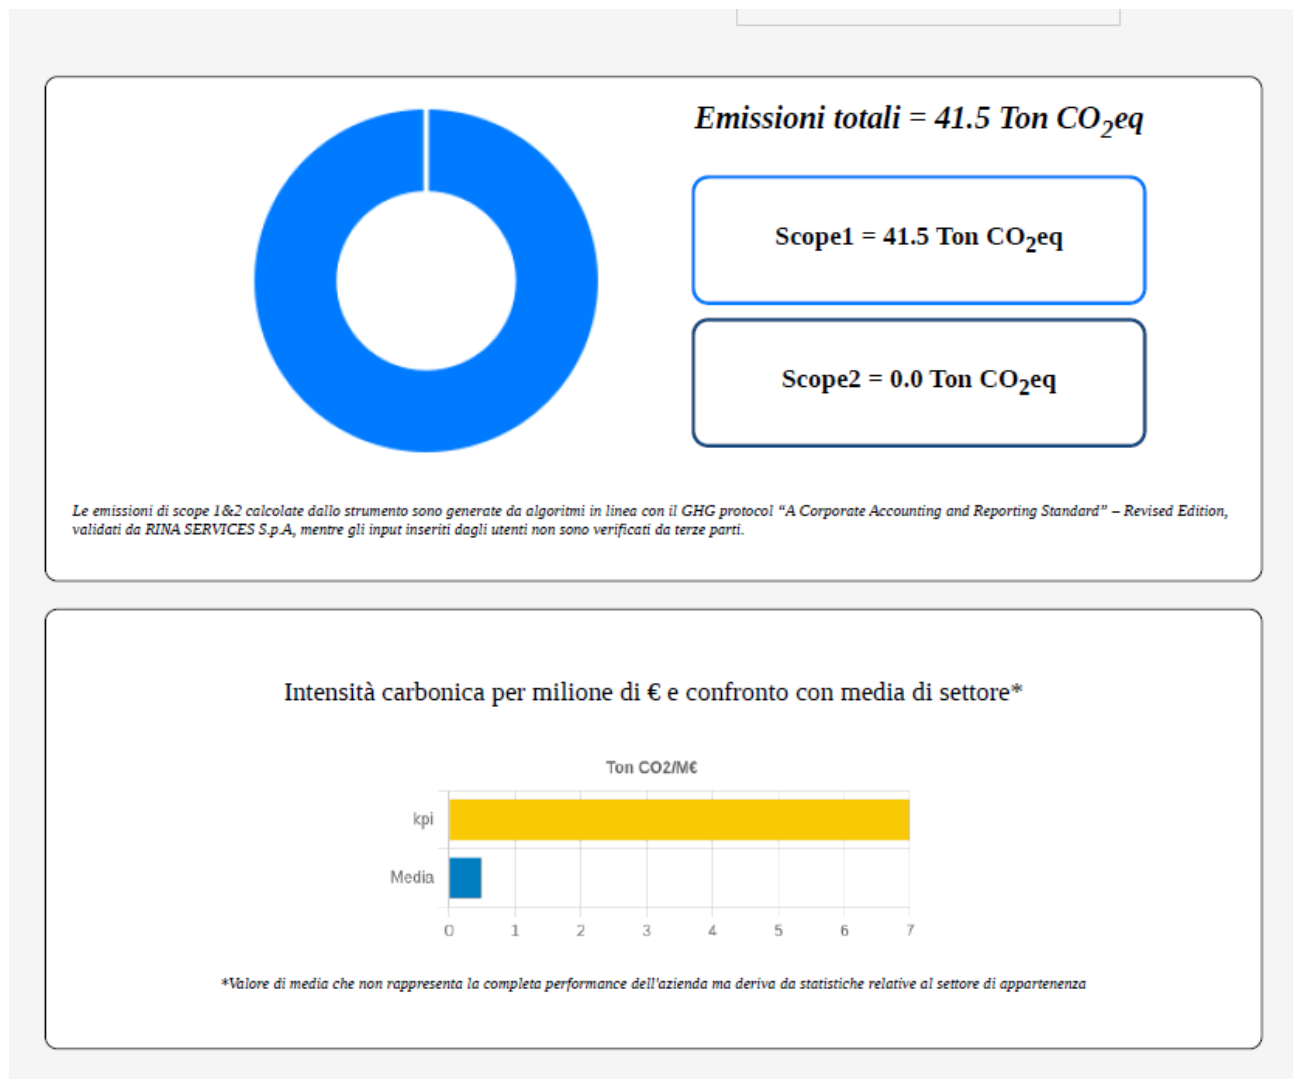 Emissioni totali = 41.5 Ton CO₂eq
Scope1 = 41.5 Ton CO₂eq
Scope2 = 0.0 Ton CO₂eq
Le emissioni di scope 1&2 calcolate dallo strumento sono generate da algoritmi in linea con il GHG protocol “A Corporate Accounting and Reporting Standard” – Revised Edition,
validati da RINA SERVICES S.p.A, mentre gli input inseriti dagli utenti non sono verificati da terze parti.
Intensità carbonica per milione di € e confronto con media di settore*
Ton CO2/M€
kpi
Media
0 1 2 3 4 5 6 7
*Valore di media che non rappresenta la completa performance dell'azienda ma deriva da statistiche relative al settore di appartenenza